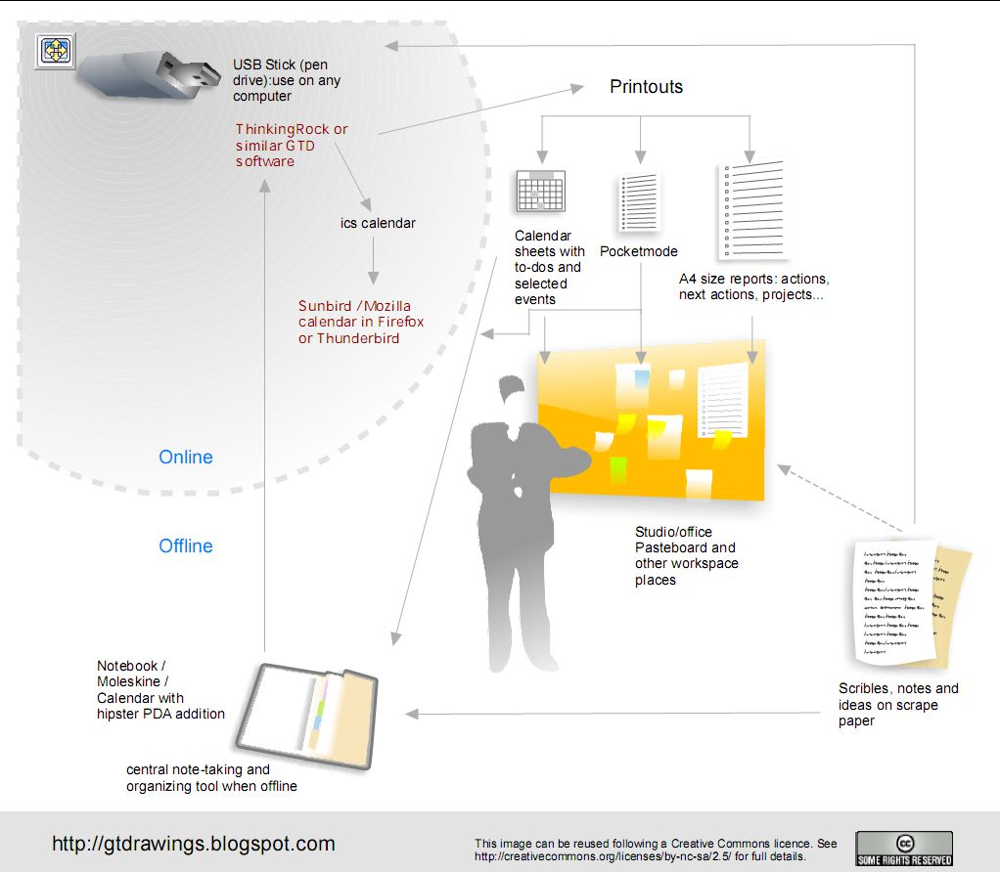 USB Stick (pen
drive):use on any
computer
ThinkingRock or
similar GTD
software
ics calendar
Sunbird /Mozilla
calendar in Firefox
or Thunderbird
Online
Offline
Printouts
Calendar
sheets with
to-dos and
selected
events
Pocketmode
A4 size reports: actions,
next actions, projects...
Studio/office
Pasteboard and
other workspace
places
Scribles, notes and
ideas on scrape
paper
Notebook /
Moleskine /
Calendar with
hipster PDA addition
central note-taking and
organizing tool when offline
http://gtdrawings.blogspot.com
This image can be reused following a Creative Commons licence. See
http://creativecommons.org/licenses/by-nc-sa/2.5/ for full details.
cc
SOME RIGHTS RESERVED